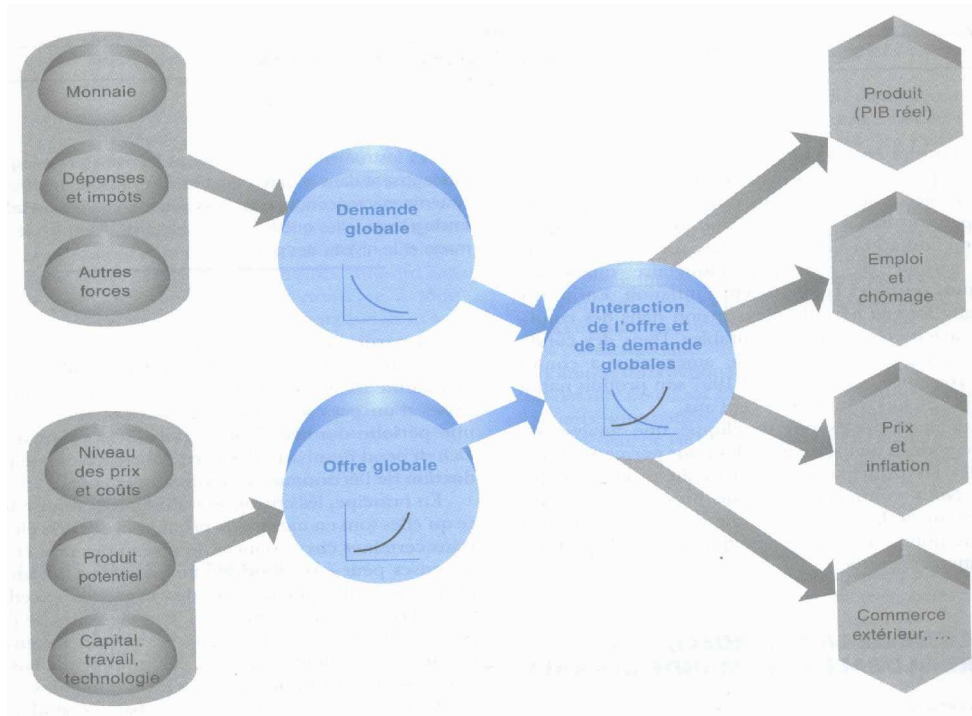 Monnaie
Dépenses
et impôts
Autres
forces
Niveau
des prix
et coûts
Produit
potentiel
Capital,
travail,
technologie
Demande
globale
Offre globale
Interaction
de l'offre et
de la demande
globales
Produit
(PIB réel)
Emploi
et
chômage
Prix
et
inflation
Commerce
extérieur, ...